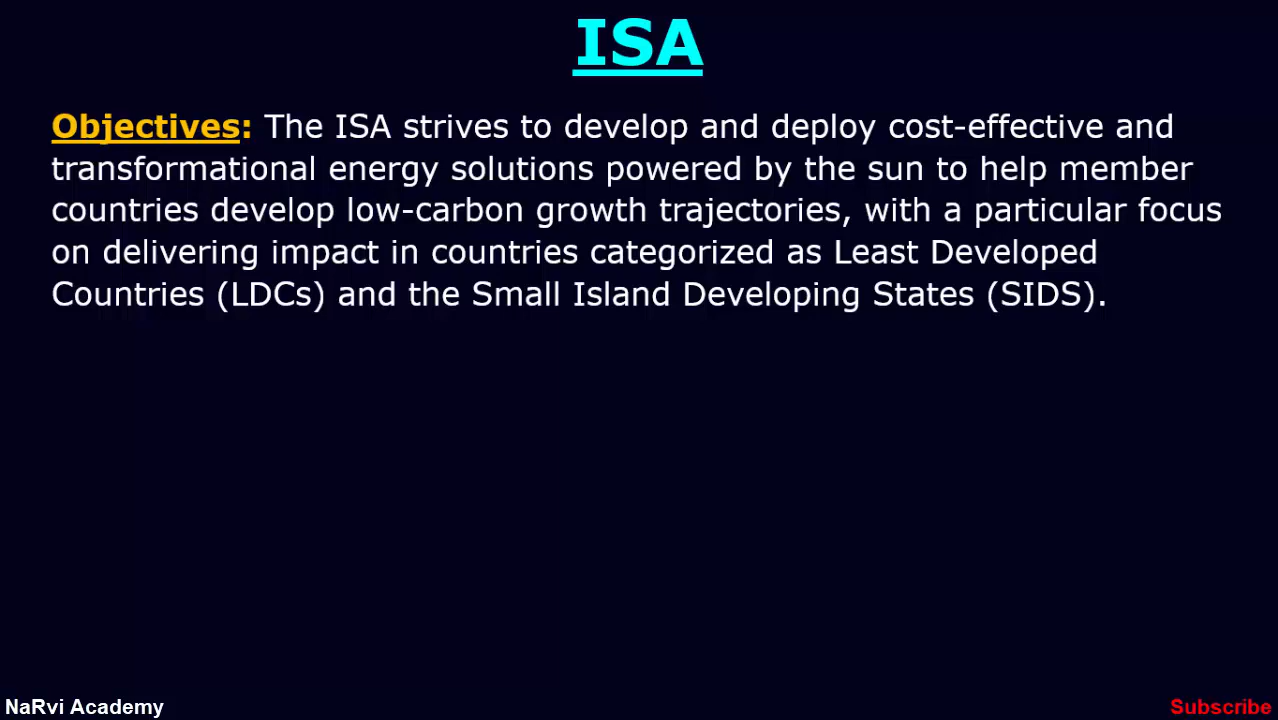 ISA
Objectives: The ISA strives to develop and deploy cost-effective and
transformational energy solutions powered by the sun to help member
countries develop low-carbon growth trajectories, with a particular focus
on delivering impact in countries categorized as Least Developed
Countries (LDCs) and the Small Island Developing States (SIDS).
NaRvi Academy
Subscribe